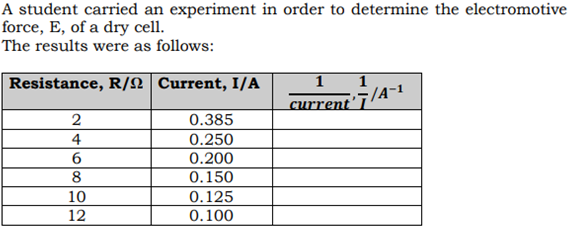 A student carried an experiment in order to determine the electromotive
force, E, of a dry cell.
The results were as follows:
Resistance, R/Ω Current, I/A 1/current, 1/I /A⁻¹
2 0.385
4 0.250
6 0.200
8 0.150
10 0.125
12 0.100